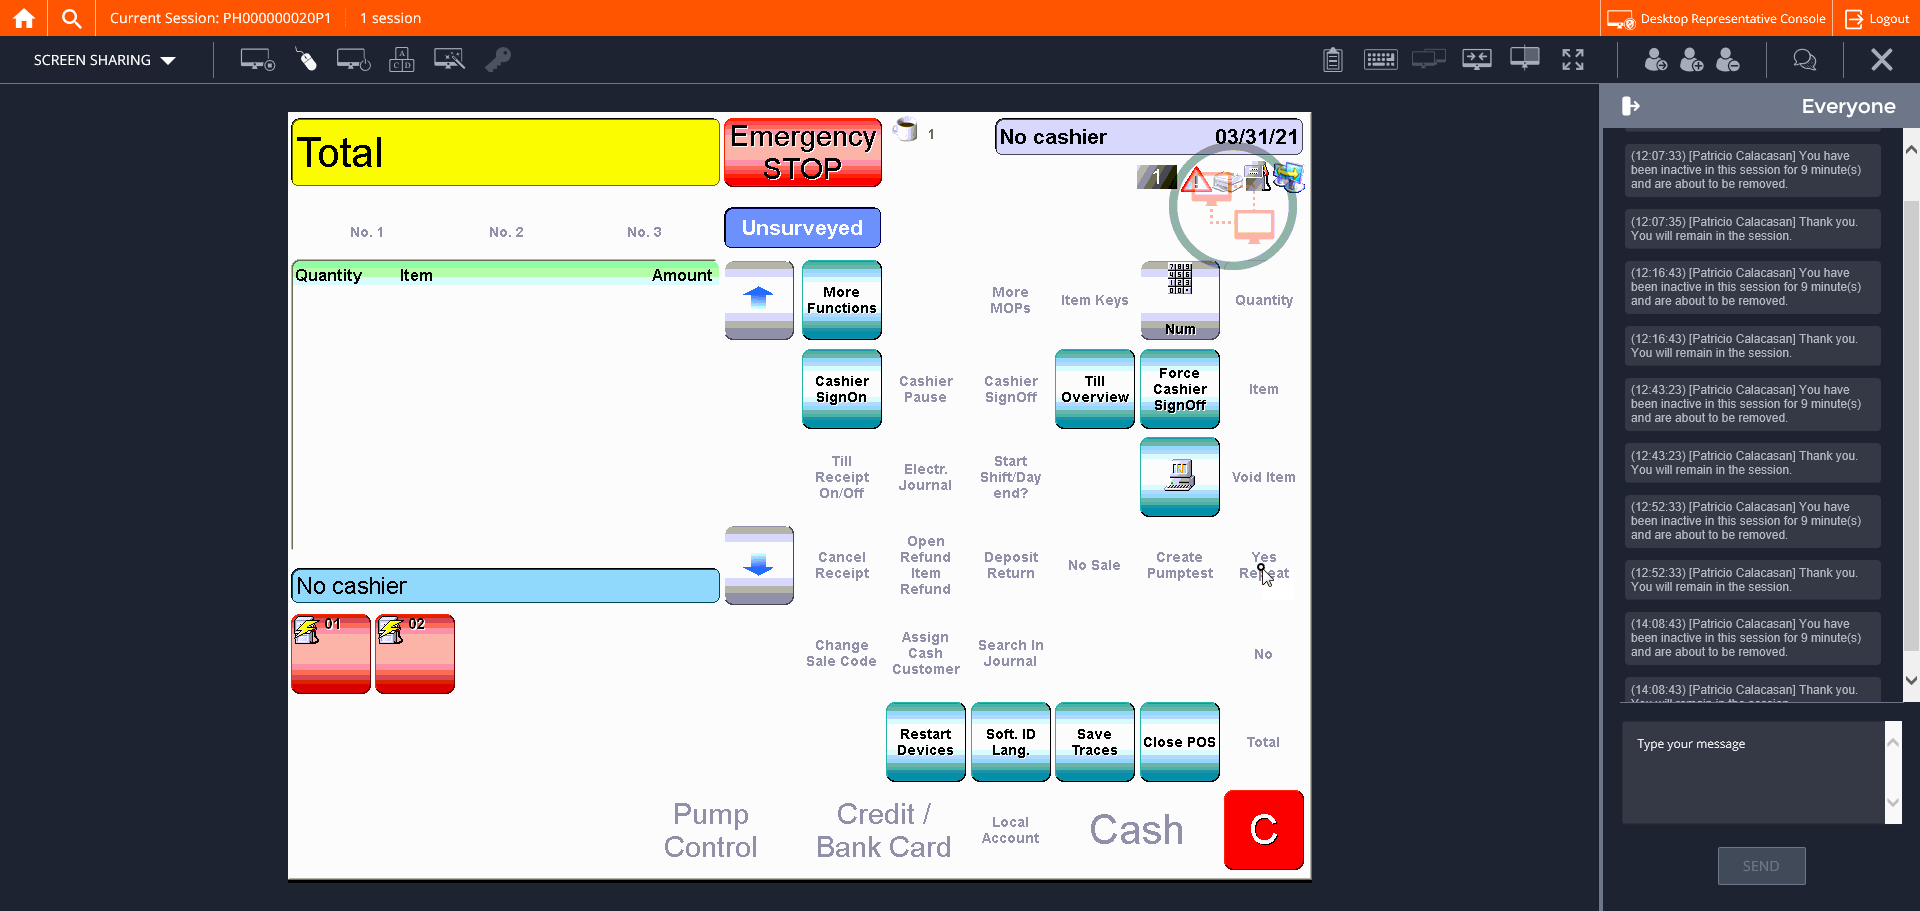 Current Session: PH000000020P1
1 session
Desktop Representative Console
Logout
SCREEN SHARING
A
C D
Everyone
Total
Emergency
STOP
1
No cashier 03/31/21
1
No. 1
No. 2
No. 3
Unsurveyed
Quantity Item Amount
More
Functions
More
MOPs
Item Keys
Num
Quantity
Cashier
SignOn
Cashier
Pause
Cashier
SignOff
Till
Overview
Force
Cashier
SignOff
Item
Till
Receipt
On/Off
Electr.
Journal
Start
Shift/Day
end?
Void Item
Cancel
Receipt
Open
Refund
Item
Refund
Deposit
Return
No Sale
Create
Pumptest
Yes
Repeat
No cashier
01
02
Change
Sale Code
Assign
Cash
Customer
Search In
Journal
No
Restart
Devices
Soft. ID
Lang.
Save
Traces
Close POS
Total
Pump
Control
Credit /
Bank Card
Local
Account
Cash
C
(12:07:33) [Patricio Calacasan] You have
been inactive in this session for 9 minute(s)
and are about to be removed.
(12:07:35) [Patricio Calacasan] Thank you.
You will remain in the session.
(12:16:43) [Patricio Calacasan] You have
been inactive in this session for 9 minute(s)
and are about to be removed.
(12:16:43) [Patricio Calacasan] Thank you.
You will remain in the session.
(12:43:23) [Patricio Calacasan] You have
been inactive in this session for 9 minute(s)
and are about to be removed.
(12:43:23) [Patricio Calacasan] Thank you.
You will remain in the session.
(12:52:33) [Patricio Calacasan] You have
been inactive in this session for 9 minute(s)
and are about to be removed.
(12:52:33) [Patricio Calacasan] Thank you.
You will remain in the session.
(14:08:43) [Patricio Calacasan] You have
been inactive in this session for 9 minute(s)
and are about to be removed.
(14:08:43) [Patricio Calacasan] Thank you.
You will remain in the session.
Type your message
SEND